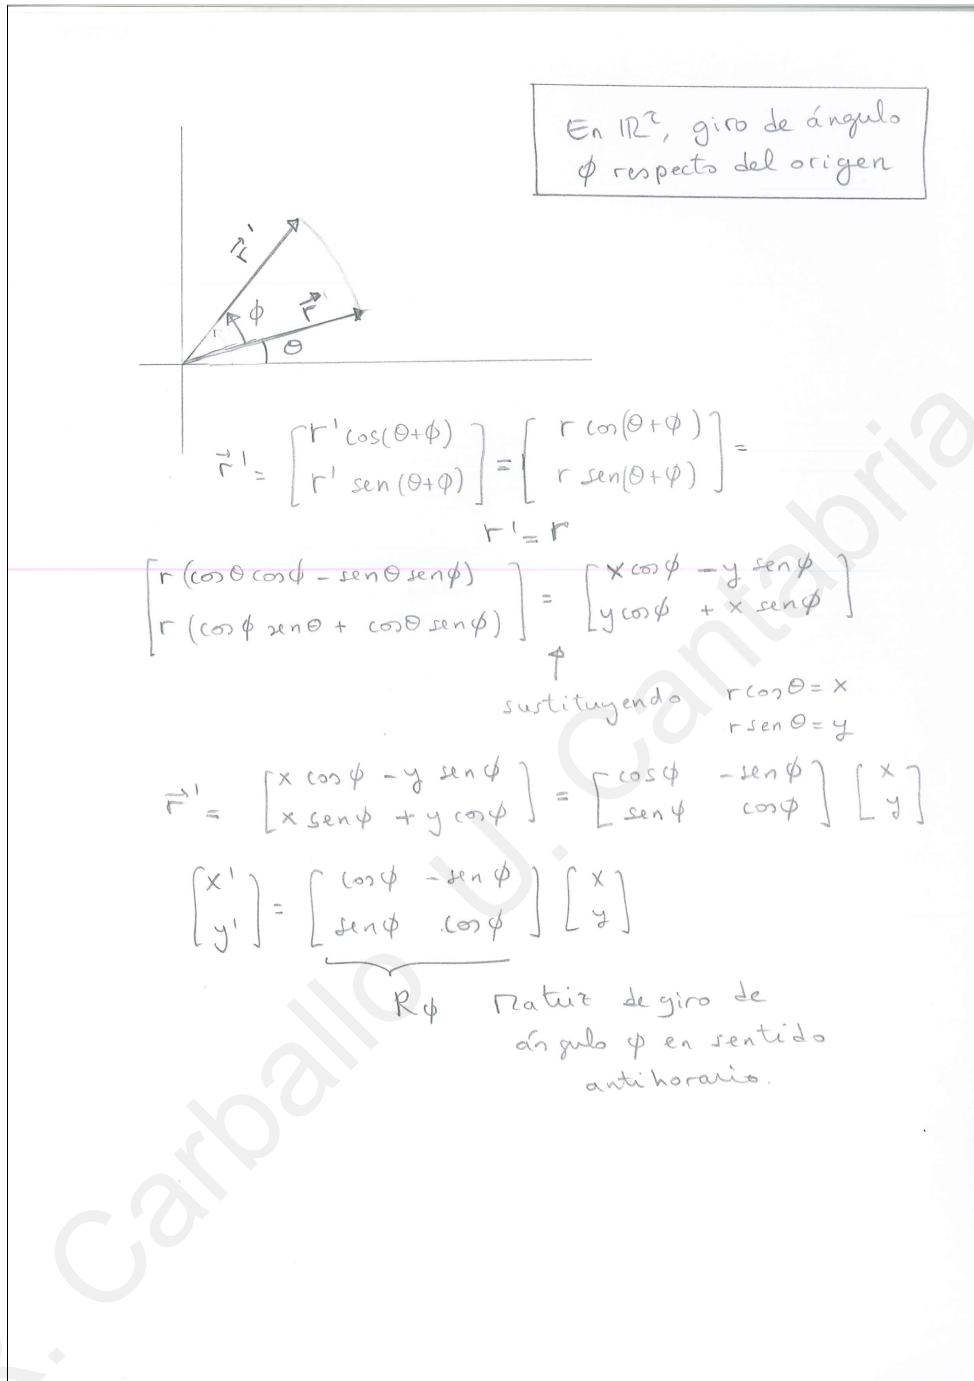 En ℝ², giro de ángulo
ϕ respecto del origen
r⃗'
ϕ
r⃗
θ
r⃗' = [r' cos(θ+ϕ) ; r' sen(θ+ϕ)] = [r cos(θ+ϕ) ; r sen(θ+ϕ)] =
r' = r
[r (cosθ cosϕ - senθ senϕ) ; r (cosϕ senθ + cosθ senϕ)] = [x cosϕ - y senϕ ; y cosϕ + x senϕ]
↑
sustituyendo r cosθ = x
r senθ = y
r⃗' = [x cosϕ - y senϕ ; x senϕ + y cosϕ] = [cosϕ -senϕ ; senϕ cosϕ] [x ; y]
[x' ; y'] = [cosϕ -senϕ ; senϕ cosϕ] [x ; y]
Rϕ Matriz de giro de
ángulo ϕ en sentido
antihorario.
Carballo U. Cantabria